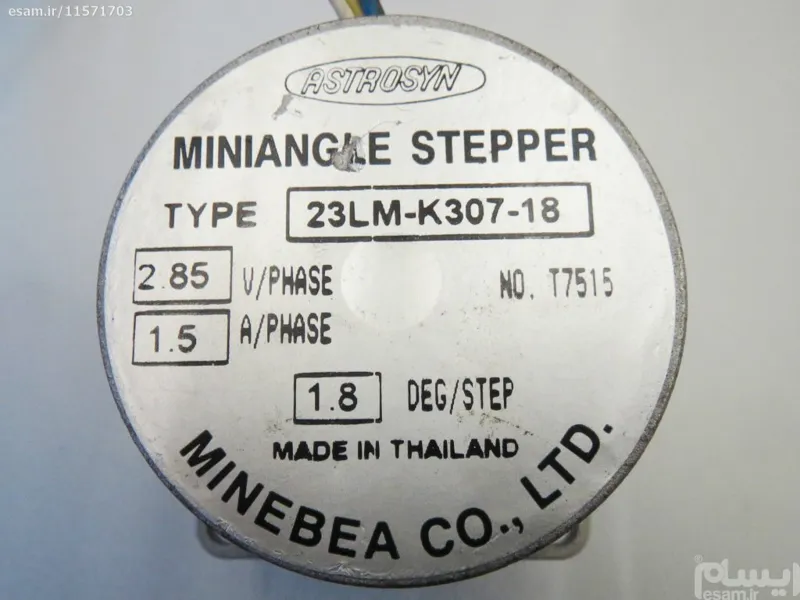 esam.ir/11571703
ASTROSYN
MINIANGLE STEPPER
TYPE 23LM-K307-18
2.85 V/PHASE NO. T7515
1.5 A/PHASE
1.8 DEG/STEP
MADE IN THAILAND
MINEBEA CO., LTD.
ایسام
esam.ir